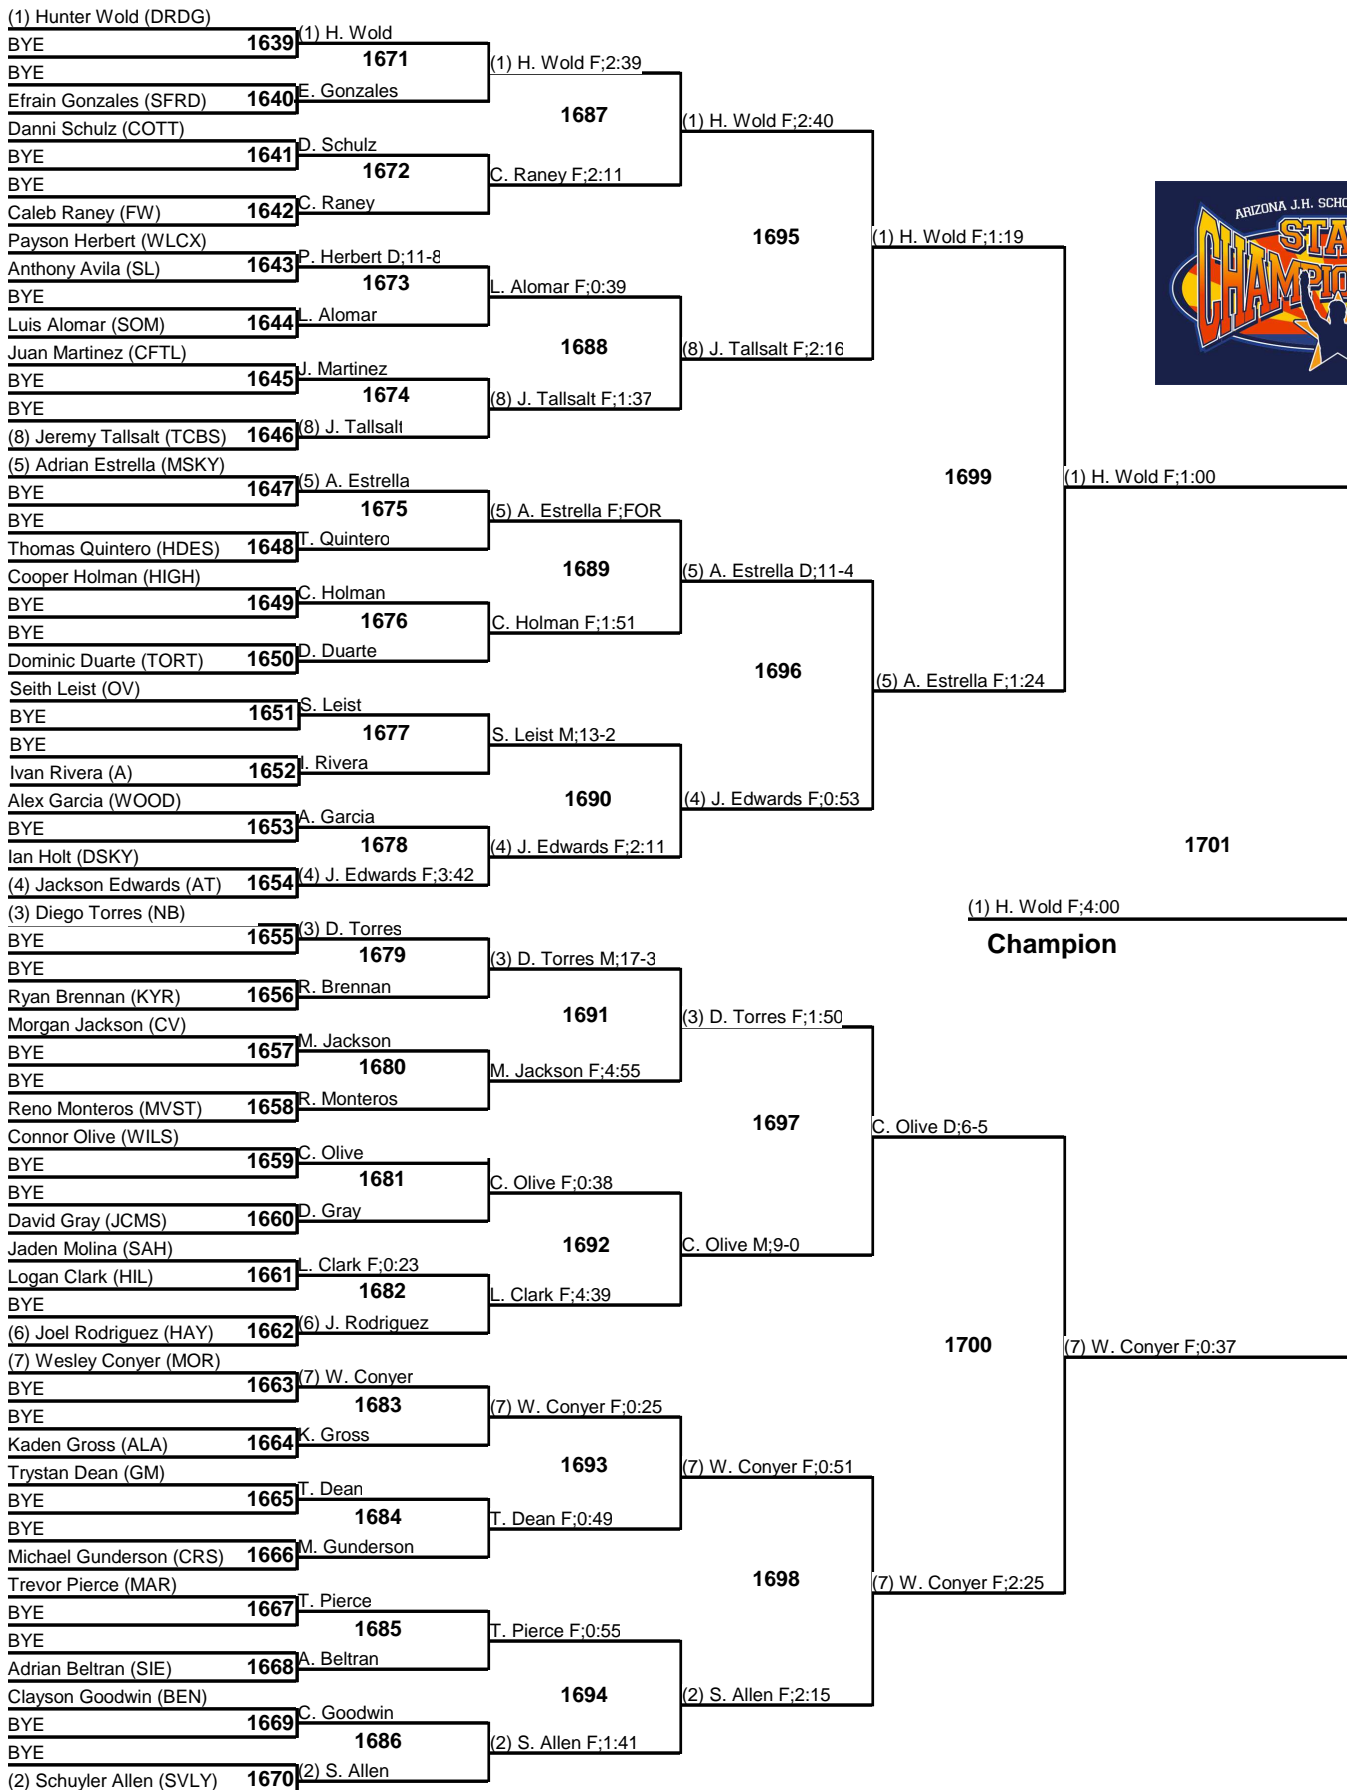 (1) Hunter Wold (DRDG)
BYE
1639
BYE
Efrain Gonzales (SFRD)
1640
Danni Schulz (COTT)
BYE
1641
BYE
Caleb Raney (FW)
1642
Payson Herbert (WLCX)
Anthony Avila (SL)
1643
BYE
Luis Alomar (SOM)
1644
Juan Martinez (CFTL)
BYE
1645
BYE
(8) Jeremy Tallsalt (TCBS)
1646
(5) Adrian Estrella (MSKY)
BYE
1647
BYE
Thomas Quintero (HDES)
1648
Cooper Holman (HIGH)
BYE
1649
BYE
Dominic Duarte (TORT)
1650
Seith Leist (OV)
BYE
1651
BYE
Ivan Rivera (A)
1652
Alex Garcia (WOOD)
BYE
1653
Ian Holt (DSKY)
(4) Jackson Edwards (AT)
1654
(3) Diego Torres (NB)
BYE
1655
BYE
Ryan Brennan (KYR)
1656
Morgan Jackson (CV)
BYE
1657
BYE
Reno Monteros (MVST)
1658
Connor Olive (WILS)
BYE
1659
BYE
David Gray (JCMS)
1660
Jaden Molina (SAH)
Logan Clark (HIL)
1661
BYE
(6) Joel Rodriguez (HAY)
1662
(7) Wesley Conyer (MOR)
BYE
1663
BYE
Kaden Gross (ALA)
1664
Trystan Dean (GM)
BYE
1665
BYE
Michael Gunderson (CRS)
1666
Trevor Pierce (MAR)
BYE
1667
BYE
Adrian Beltran (SIE)
1668
Clayson Goodwin (BEN)
BYE
1669
BYE
(2) Schuyler Allen (SVLY)
1670
(1) H. Wold
1671
E. Gonzales
D. Schulz
1672
C. Raney
P. Herbert D;11-8
1673
L. Alomar
J. Martinez
1674
(8) J. Tallsalt
(5) A. Estrella
1675
T. Quintero
C. Holman
1676
D. Duarte
S. Leist
1677
I. Rivera
A. Garcia
1678
(4) J. Edwards F;3:42
(3) D. Torres
1679
R. Brennan
M. Jackson
1680
R. Monteros
C. Olive
1681
D. Gray
L. Clark F;0:23
1682
(6) J. Rodriguez
(7) W. Conyer
1683
K. Gross
T. Dean
1684
M. Gunderson
T. Pierce
1685
A. Beltran
C. Goodwin
1686
(2) S. Allen
(1) H. Wold F;2:39
1687
C. Raney F;2:11
L. Alomar F;0:39
1688
(8) J. Tallsalt F;1:37
(5) A. Estrella F;FOR
1689
C. Holman F;1:51
S. Leist M;13-2
1690
(4) J. Edwards F;2:11
(3) D. Torres M;17-3
1691
M. Jackson F;4:55
C. Olive F;0:38
1692
L. Clark F;4:39
(7) W. Conyer F;0:25
1693
T. Dean F;0:49
T. Pierce F;0:55
1694
(2) S. Allen F;1:41
(1) H. Wold F;2:40
1695
(8) J. Tallsalt F;2:16
(5) A. Estrella D;11-4
1696
(4) J. Edwards F;0:53
(3) D. Torres F;1:50
1697
C. Olive M;9-0
(7) W. Conyer F;0:51
1698
(2) S. Allen F;2:15
(1) H. Wold F;1:19
1699
(5) A. Estrella F;1:24
C. Olive D;6-5
1700
(7) W. Conyer F;2:25
(1) H. Wold F;1:00
1701
(7) W. Conyer F;0:37
(1) H. Wold F;4:00
Champion
ARIZONA J.H. SCHO
STA
CHAMPIO